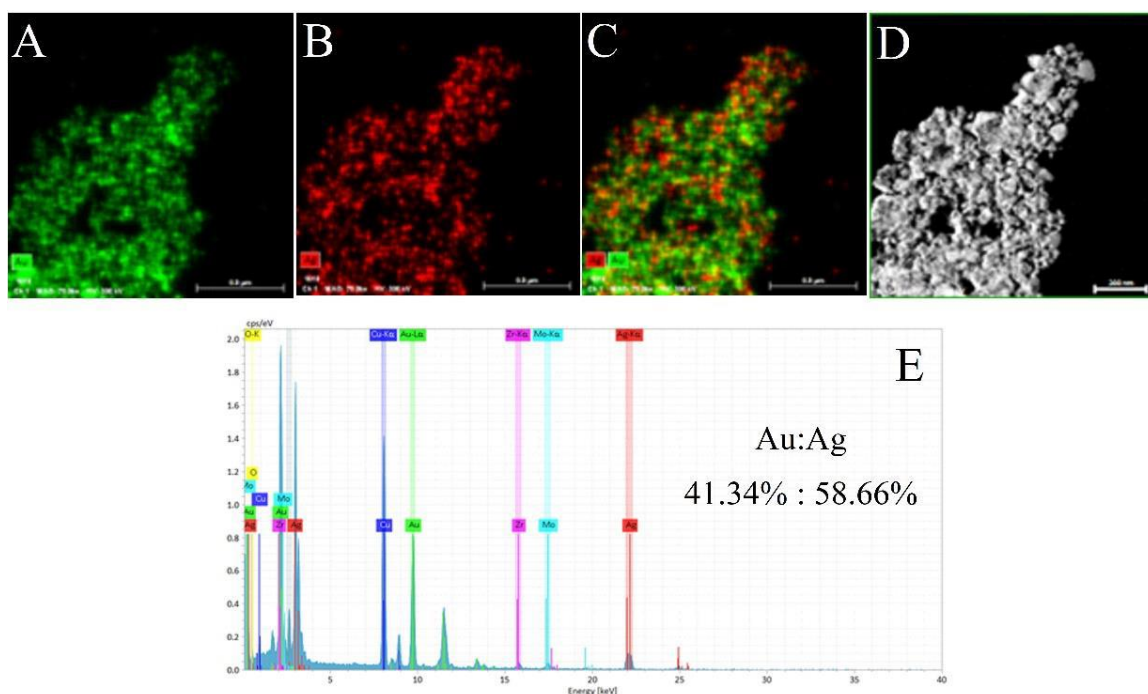 A
B
C
D
Au
Ag
Ag Au
200 nm
E
cps/eV
2.0
1.8
1.6
1.4
1.2
1.0
0.8
0.6
0.4
0.2
0.0
O-K
Cu-Kα
Au-Lα
Zr-Kα
Mo-Kα
Ag-Kα
O
Mo
Cu
Mo
Au
Au
Ag
Zr
Ag
Cu
Au
Zr
Mo
Ag
5
10
15
20
25
30
35
40
Energy [keV]
Au:Ag
41.34% : 58.66%